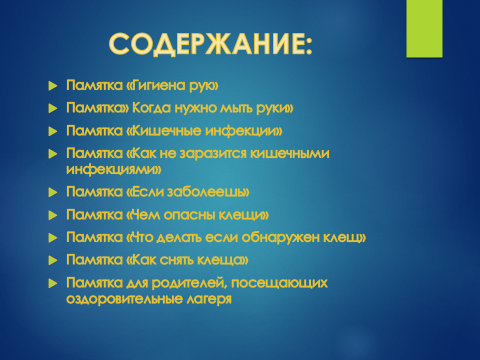 СОДЕРЖАНИЕ:
Памятка «Гигиена рук»
Памятка» Когда нужно мыть руки»
Памятка «Кишечные инфекции»
Памятка «Как не заразится кишечными
инфекциями»
Памятка «Если заболеешь»
Памятка «Чем опасны клещи»
Памятка «Что делать если обнаружен клещ»
Памятка «Как снять клеща»
Памятка для родителей, посещающих
оздоровительные лагеря